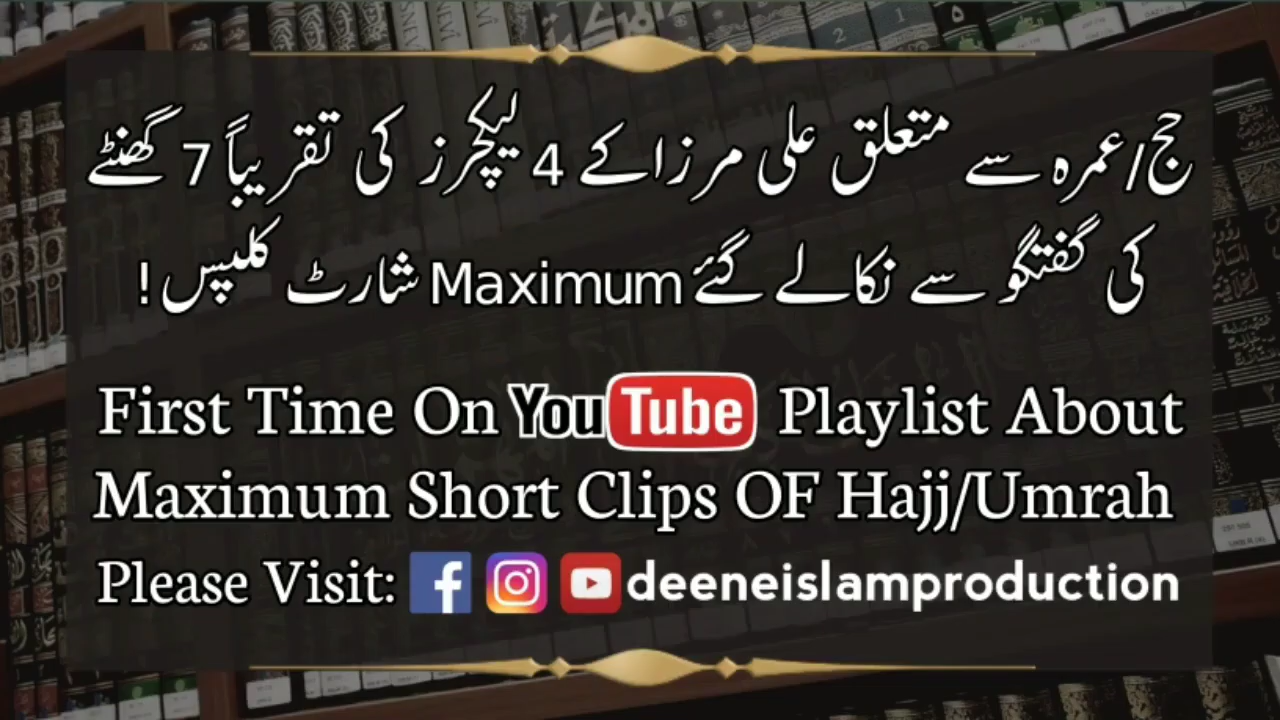 حج/عمرہ سے متعلق علی مرزا کے 4 لیکچرز کی تقریباً 7 گھنٹے
کی گفتگو سے نکالے گئے Maximum شارٹ کلپس !
First Time On YouTube Playlist About
Maximum Short Clips OF Hajj/Umrah
Please Visit: deeneislamproduction